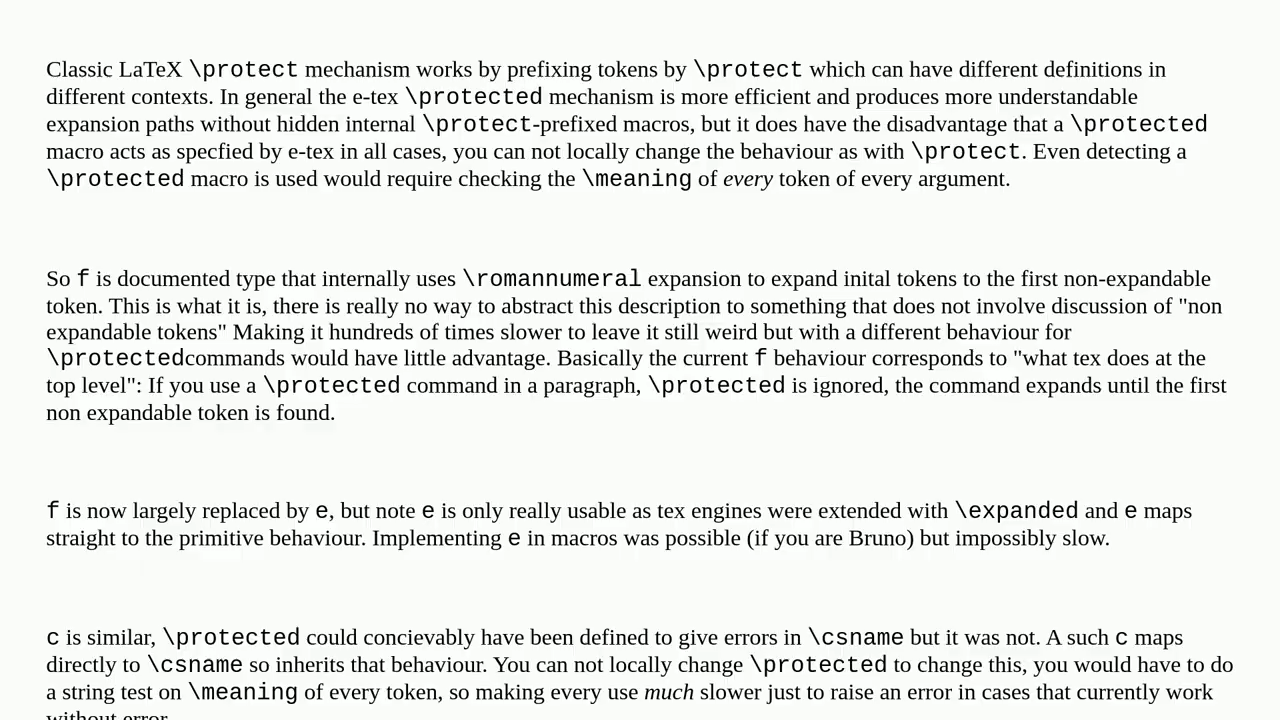 Classic LaTeX \protect mechanism works by prefixing tokens by \protect which can have different definitions in
different contexts. In general the e-tex \protected mechanism is more efficient and produces more understandable
expansion paths without hidden internal \protect-prefixed macros, but it does have the disadvantage that a \protected
macro acts as specfied by e-tex in all cases, you can not locally change the behaviour as with \protect. Even detecting a
\protected macro is used would require checking the \meaning of every token of every argument.
So f is documented type that internally uses \romannumeral expansion to expand inital tokens to the first non-expandable
token. This is what it is, there is really no way to abstract this description to something that does not involve discussion of "non
expandable tokens" Making it hundreds of times slower to leave it still weird but with a different behaviour for
\protectedcommands would have little advantage. Basically the current f behaviour corresponds to "what tex does at the
top level": If you use a \protected command in a paragraph, \protected is ignored, the command expands until the first
non expandable token is found.
f is now largely replaced by e, but note e is only really usable as tex engines were extended with \expanded and e maps
straight to the primitive behaviour. Implementing e in macros was possible (if you are Bruno) but impossibly slow.
c is similar, \protected could concievably have been defined to give errors in \csname but it was not. A such c maps
directly to \csname so inherits that behaviour. You can not locally change \protected to change this, you would have to do
a string test on \meaning of every token, so making every use much slower just to raise an error in cases that currently work
without error.